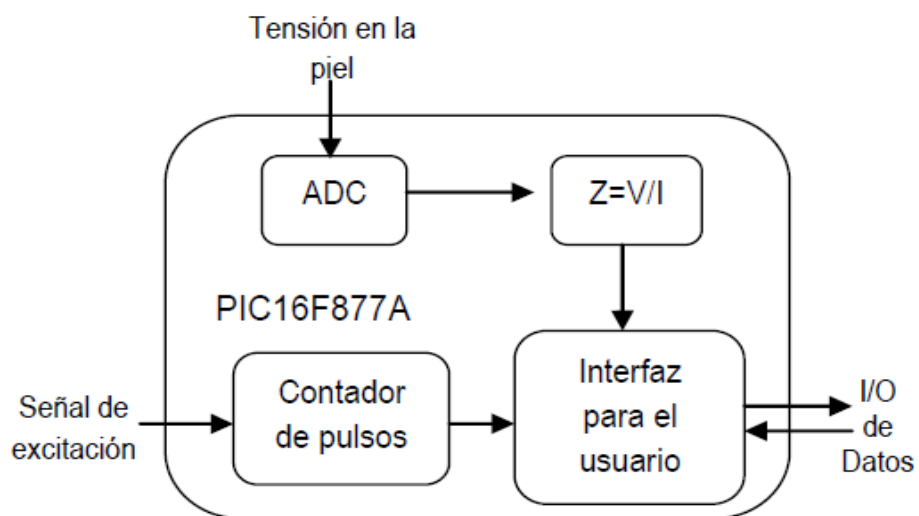 Tensión en la
piel
ADC
Z=V/I
PIC16F877A
Señal de
excitación
Contador
de pulsos
Interfaz
para el
usuario
I/O
de
Datos